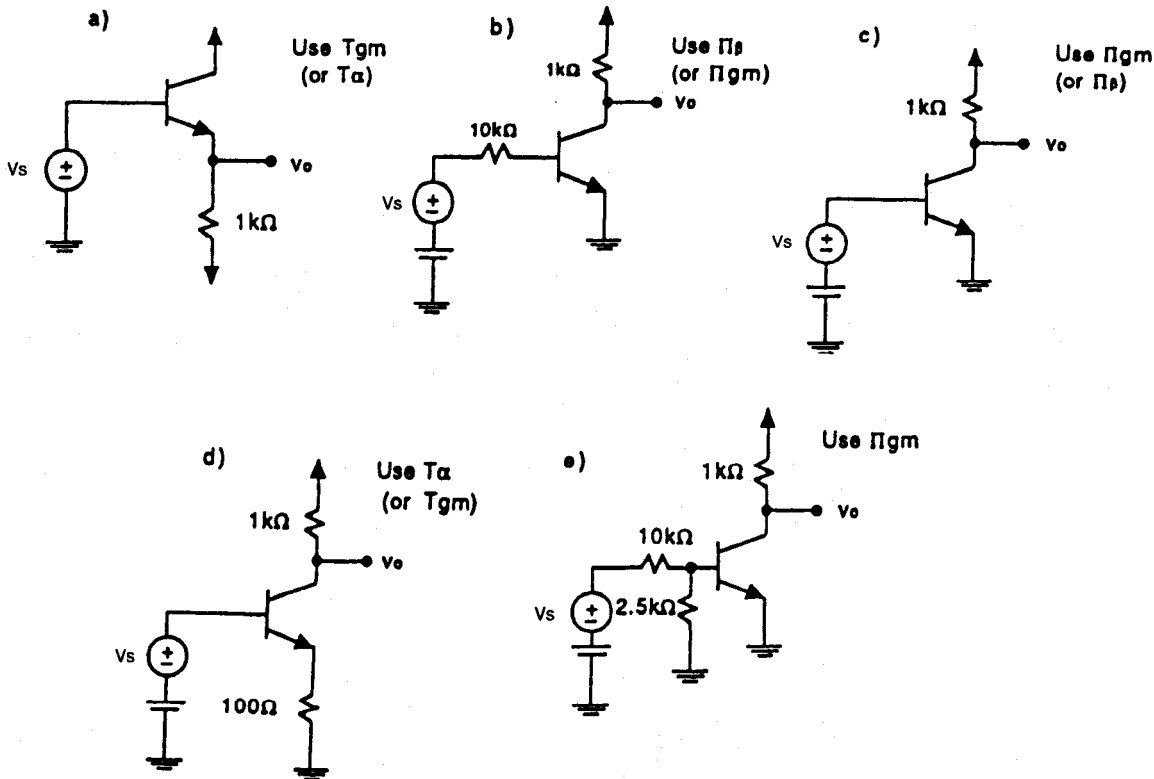 a)
Use Tgm
(or Tα)
Vs
+
−
Vo
1kΩ
b)
Use Πβ
(or Πgm)
1kΩ
Vo
10kΩ
Vs
+
−
c)
Use Πgm
(or Πβ)
1kΩ
Vo
Vs
+
−
d)
Use Tα
(or Tgm)
1kΩ
Vo
Vs
+
−
100Ω
e)
Use Πgm
1kΩ
Vo
10kΩ
2.5kΩ
Vs
+
−